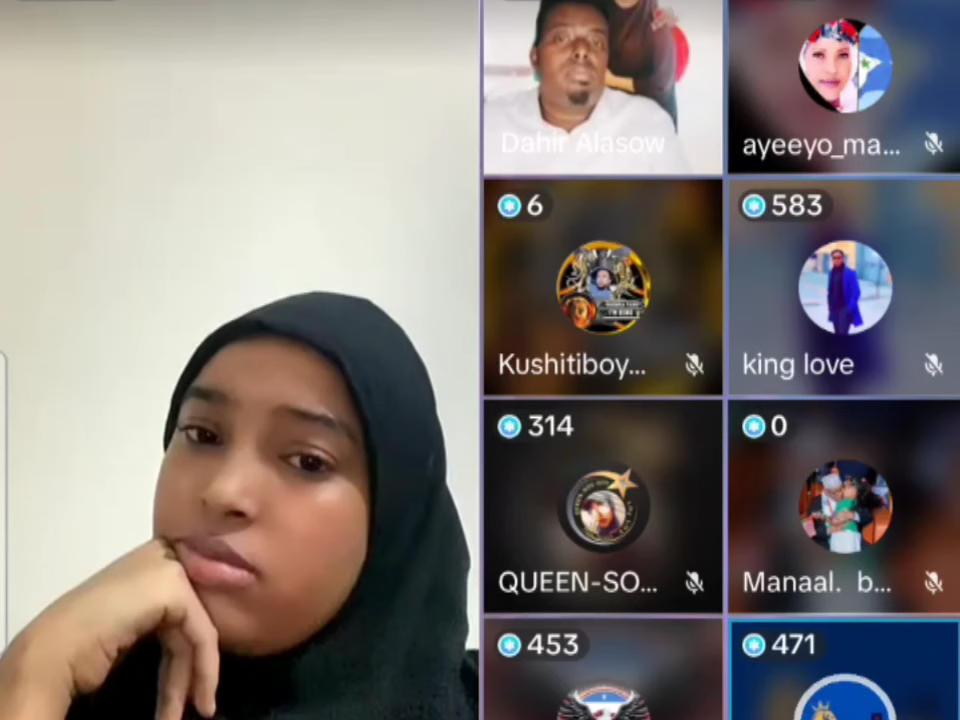 Dahir Alasow
ayeeyo_ma...
6
583
Kushitiboy...
king love
314
0
QUEEN-SO...
Manaal. b...
453
471